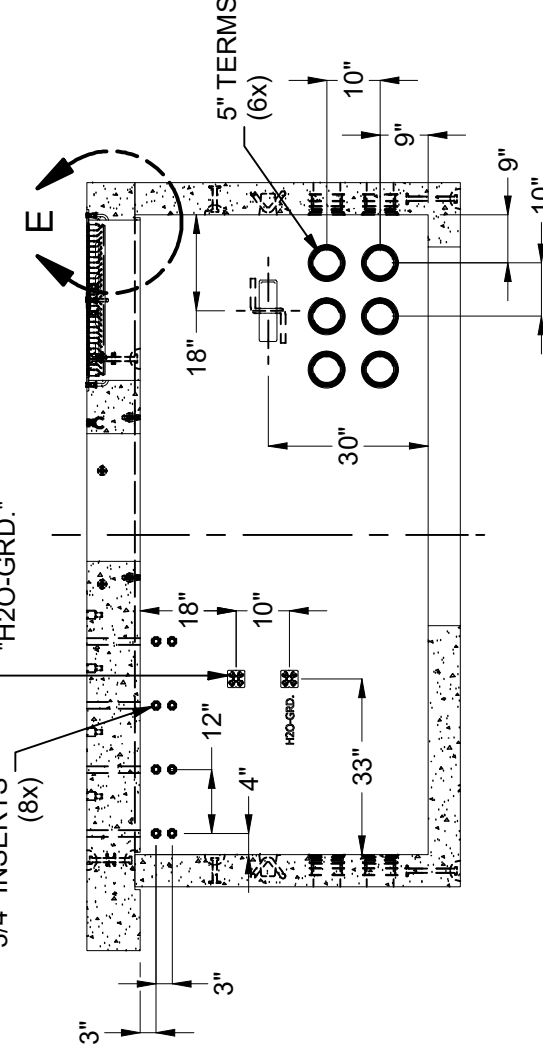 "H2O-GRD."
3/4" INSERTS
(8x)
E
5" TERMS
(6x)
10"
9"
9"
10"
18"
30"
18"
10"
12"
4"
H2O-GRD.
33"
3"
3"